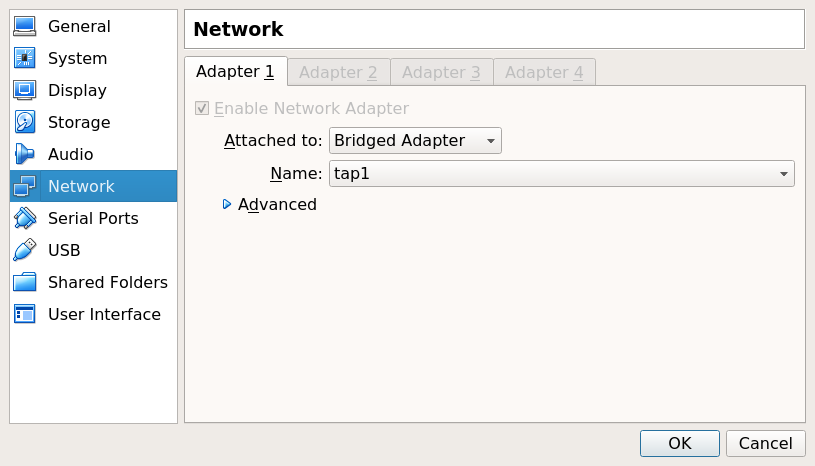 General
System
Display
Storage
Audio
Network
Serial Ports
USB
Shared Folders
User Interface
Network
Adapter 1 Adapter 2 Adapter 3 Adapter 4
Enable Network Adapter
Attached to: Bridged Adapter
Name: tap1
Advanced
OK Cancel